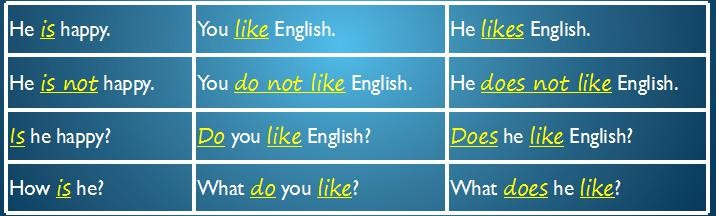 He is happy.
You like English.
He likes English.
He is not happy.
You do not like English.
He does not like English.
Is he happy?
Do you like English?
Does he like English?
How is he?
What do you like?
What does he like?